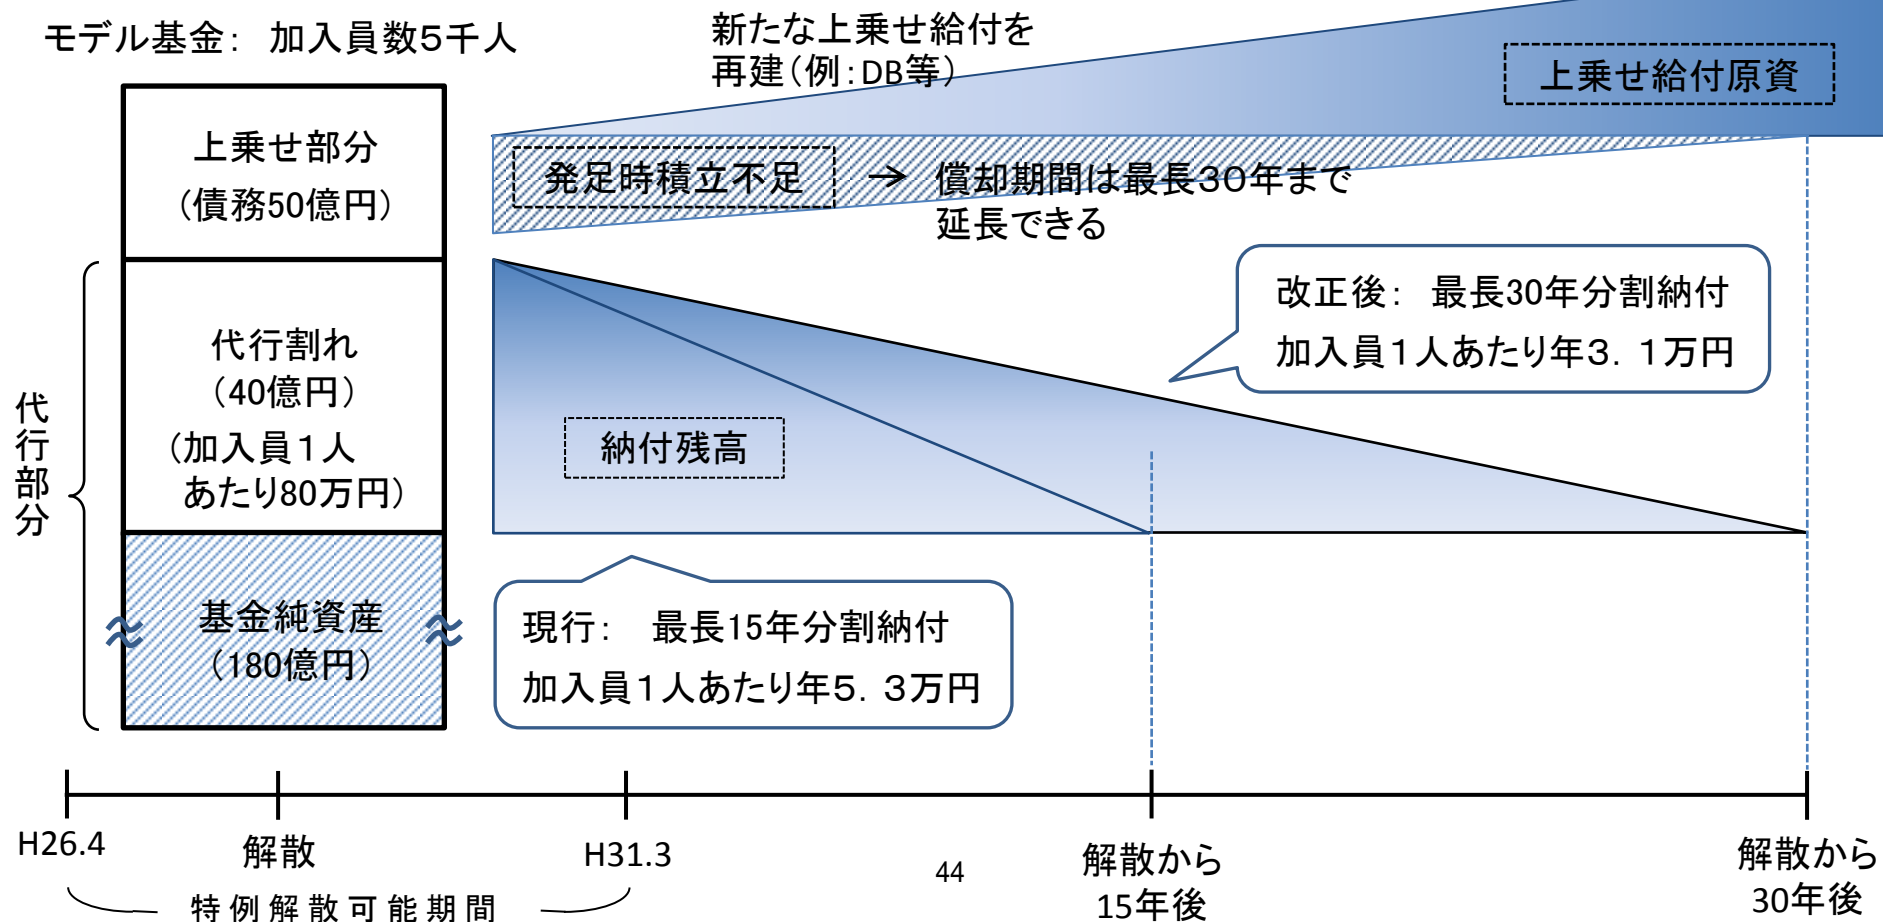 モデル基金： 加入員数５千人
新たな上乗せ給付を
再建（例：DB等）
上乗せ給付原資
上乗せ部分
（債務50億円）
発足時積立不足
→ 償却期間は最長３０年まで
延長できる
改正後： 最長30年分割納付
加入員１人あたり年３．１万円
代行割れ
（40億円）
（加入員１人
あたり80万円）
代行部分
納付残高
基金純資産
（180億円）
現行： 最長15年分割納付
加入員１人あたり年５．３万円
H26.4
解散
H31.3
44
解散から
15年後
解散から
30年後
特例解散可能期間